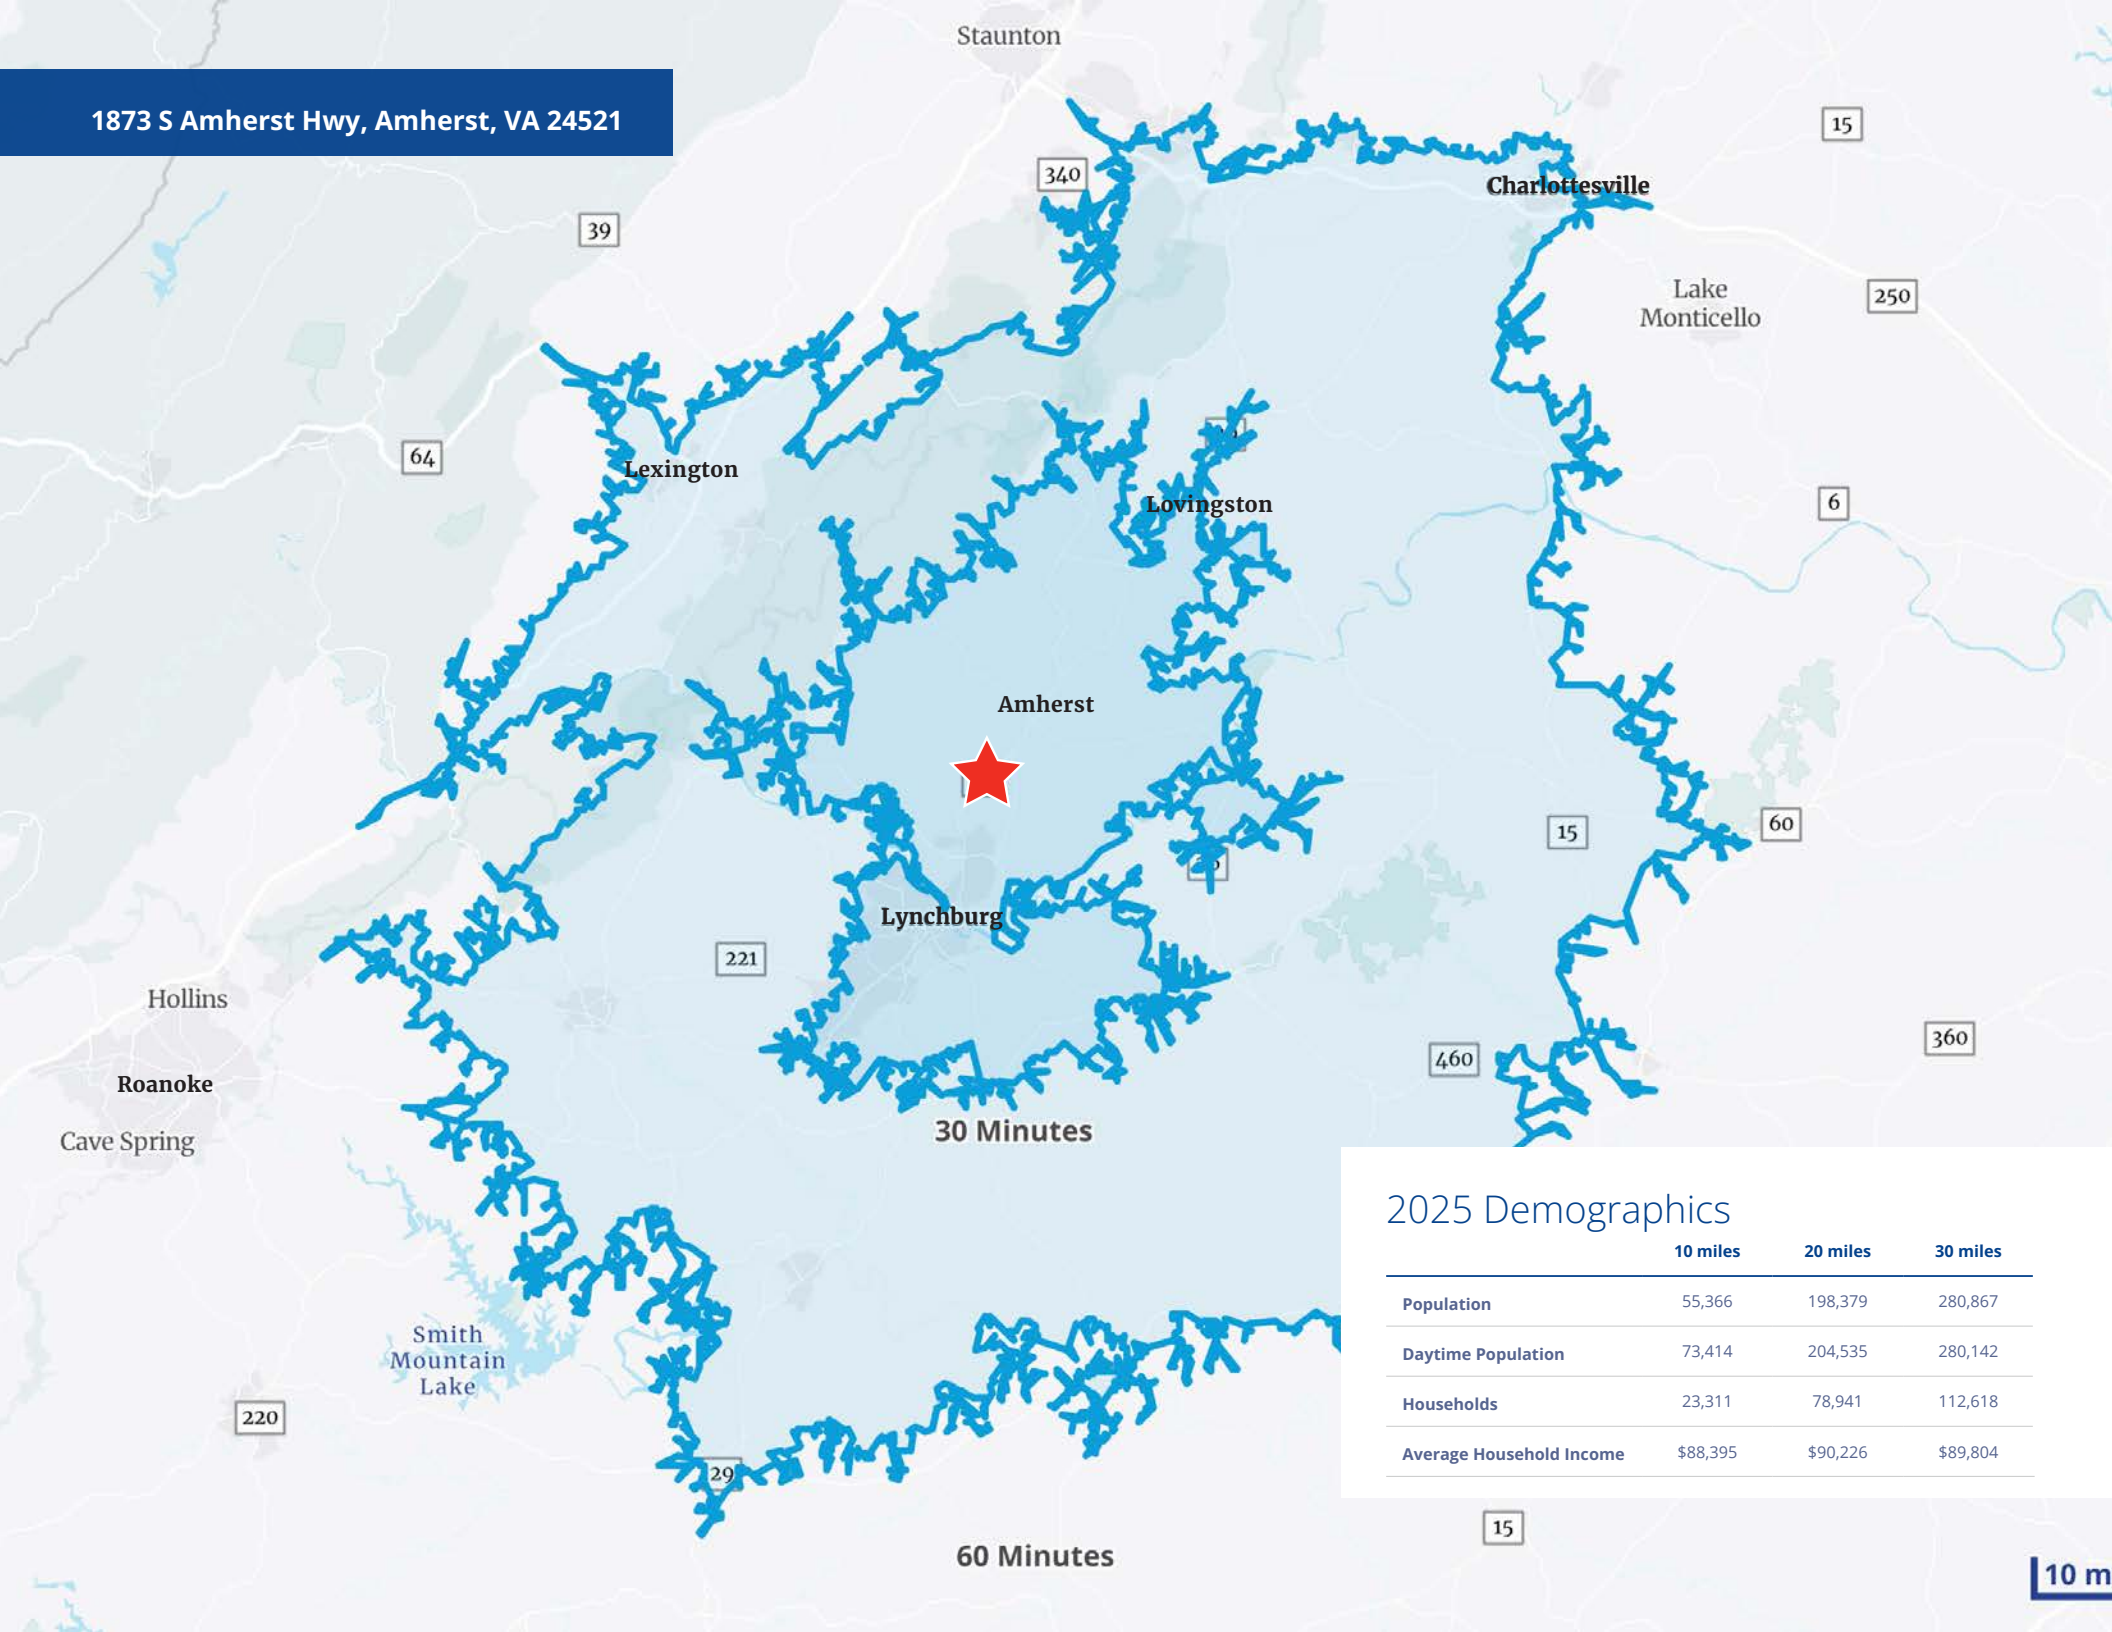 Staunton
1873 S Amherst Hwy, Amherst, VA 24521
15
340
Charlottesville
39
Lake
Monticello
250
64
Lexington
6
Lovingston
Amherst
15
60
Lynchburg
221
Hollins
360
460
Roanoke
30 Minutes
Cave Spring
2025 Demographics
10 miles 20 miles 30 miles
Population 55,366 198,379 280,867
Daytime Population 73,414 204,535 280,142
Households 23,311 78,941 112,618
Average Household Income $88,395 $90,226 $89,804
Smith
Mountain
Lake
220
29
15
60 Minutes
10 m